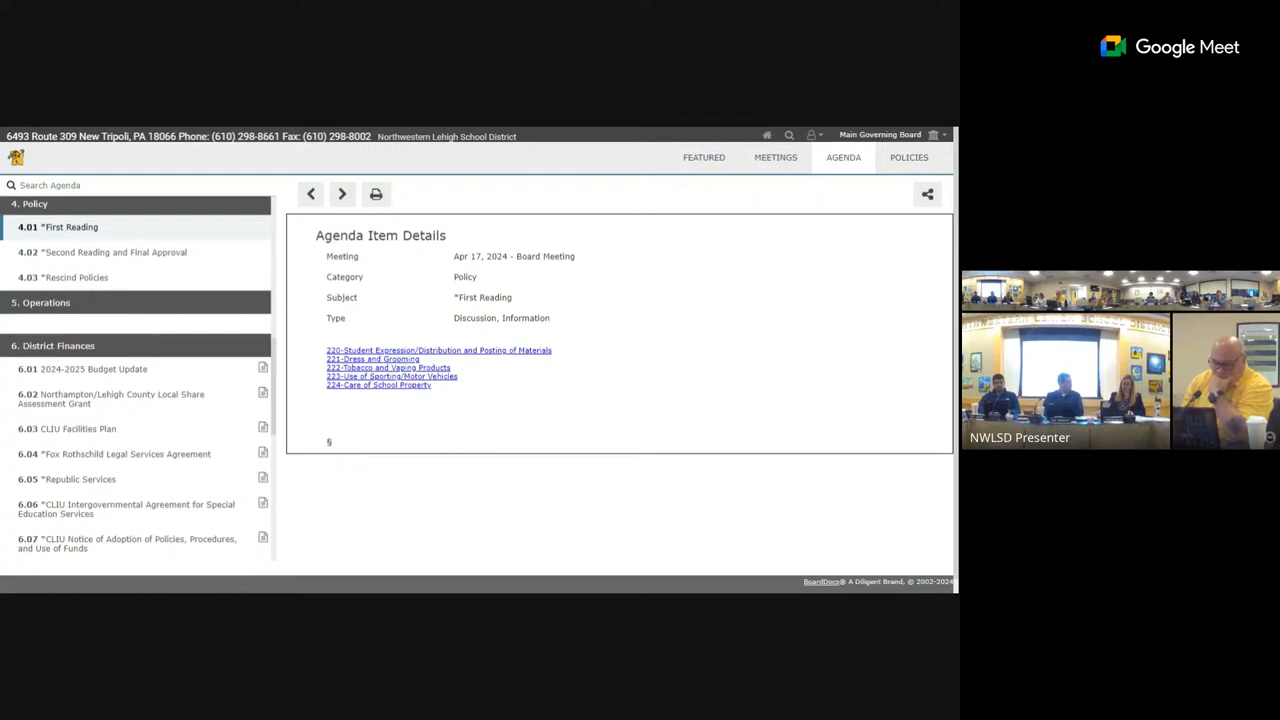 Google Meet
6493 Route 309 New Tripoli, PA 18066 Phone: (610) 298-8661 Fax: (610) 298-8002 Northwestern Lehigh School District
Main Governing Board
FEATURED MEETINGS AGENDA POLICIES
Search Agenda
4. Policy
4.01 "First Reading
4.02 "Second Reading and Final Approval
4.03 "Rescind Policies
5. Operations
6. District Finances
6.01 2024-2025 Budget Update
6.02 Northampton/Lehigh County Local Share
Assessment Grant
6.03 CLIU Facilities Plan
6.04 "Fox Rothschild Legal Services Agreement
6.05 "Republic Services
6.06 "CLIU Intergovernmental Agreement for Special
Education Services
6.07 "CLIU Notice of Adoption of Policies, Procedures,
and Use of Funds
Agenda Item Details
Meeting Apr 17, 2024 - Board Meeting
Category Policy
Subject "First Reading
Type Discussion, Information
220-Student Expression/Distribution and Posting of Materials
221-Dress and Grooming
222-Tobacco and Vaping Products
223-Use of Sporting/Motor Vehicles
224-Care of School Property
§
BoardDocs® A Diligent Brand, © 2002-2024
NORTHWESTERN LEHIGH SCHOOL DISTRICT
NWLSD Presenter